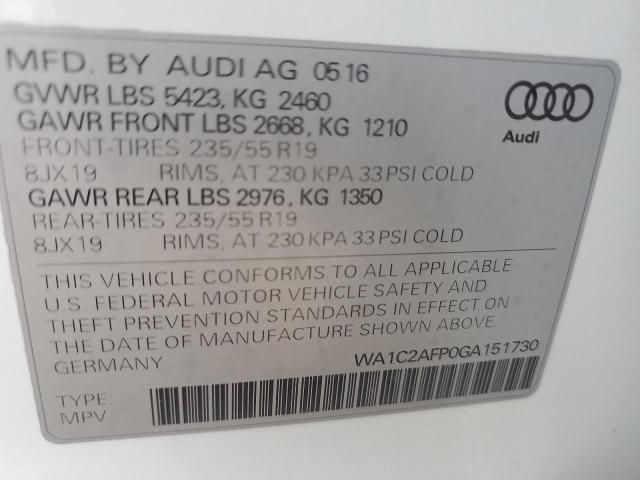 MFD. BY AUDI AG 0516
GVWR LBS 5423, KG 2460
GAWR FRONT LBS 2668, KG 1210
FRONT-TIRES 235/55 R19
8JX19 RIMS, AT 230 KPA 33 PSI COLD
GAWR REAR LBS 2976, KG 1350
REAR-TIRES 235/55 R19
8JX19 RIMS, AT 230 KPA 33 PSI COLD
Audi
THIS VEHICLE CONFORMS TO ALL APPLICABLE
U.S. FEDERAL MOTOR VEHICLE SAFETY AND
THEFT PREVENTION STANDARDS IN EFFECT ON
THE DATE OF MANUFACTURE SHOWN ABOVE
GERMANY WA1C2AFP0GA151730
TYPE:
MPV